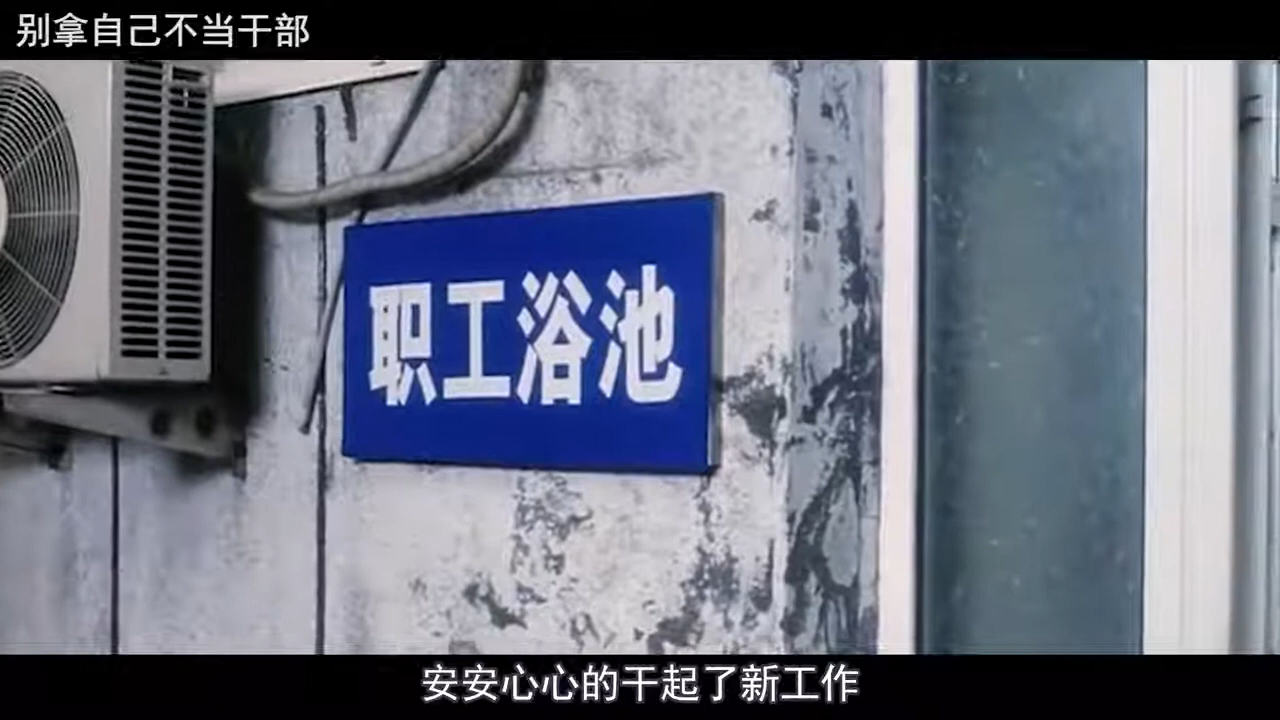 别拿自己不当干部
职工浴池
安安心心的干起了新工作